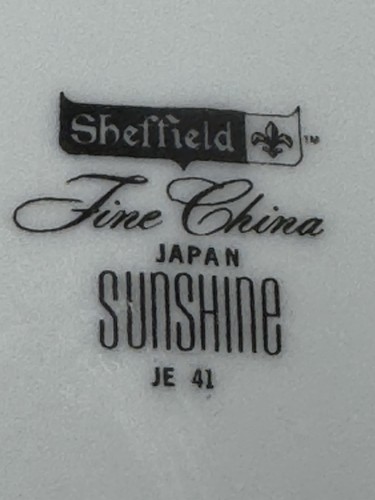 Sheffield ™
Fine China
JAPAN
SUNSHINE
JE 41